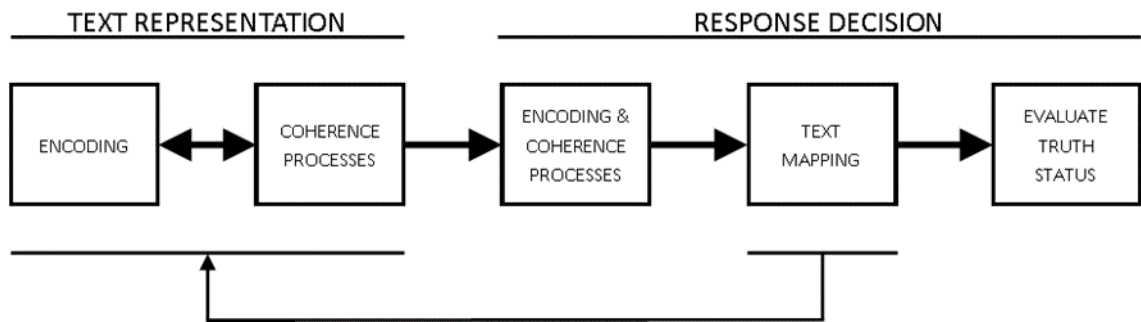 TEXT REPRESENTATION
RESPONSE DECISION
ENCODING
COHERENCE
PROCESSES
ENCODING &
COHERENCE
PROCESSES
TEXT
MAPPING
EVALUATE
TRUTH
STATUS